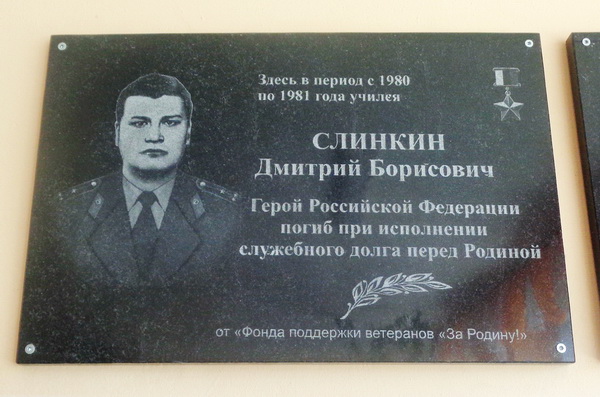 Здесь в период с 1980
по 1981 года учился
СЛИНКИН
Дмитрий Борисович
Герой Российской Федерации
погиб при исполнении
служебного долга перед Родиной
от «Фонда поддержки ветеранов «За Родину!»